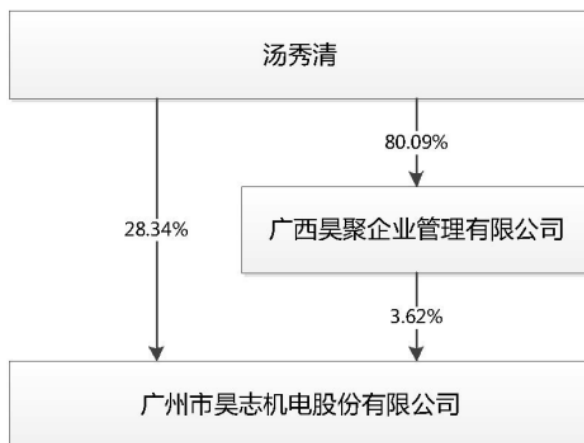 汤秀清
80.09%
广西昊聚企业管理有限公司
28.34%
3.62%
广州市昊志机电股份有限公司